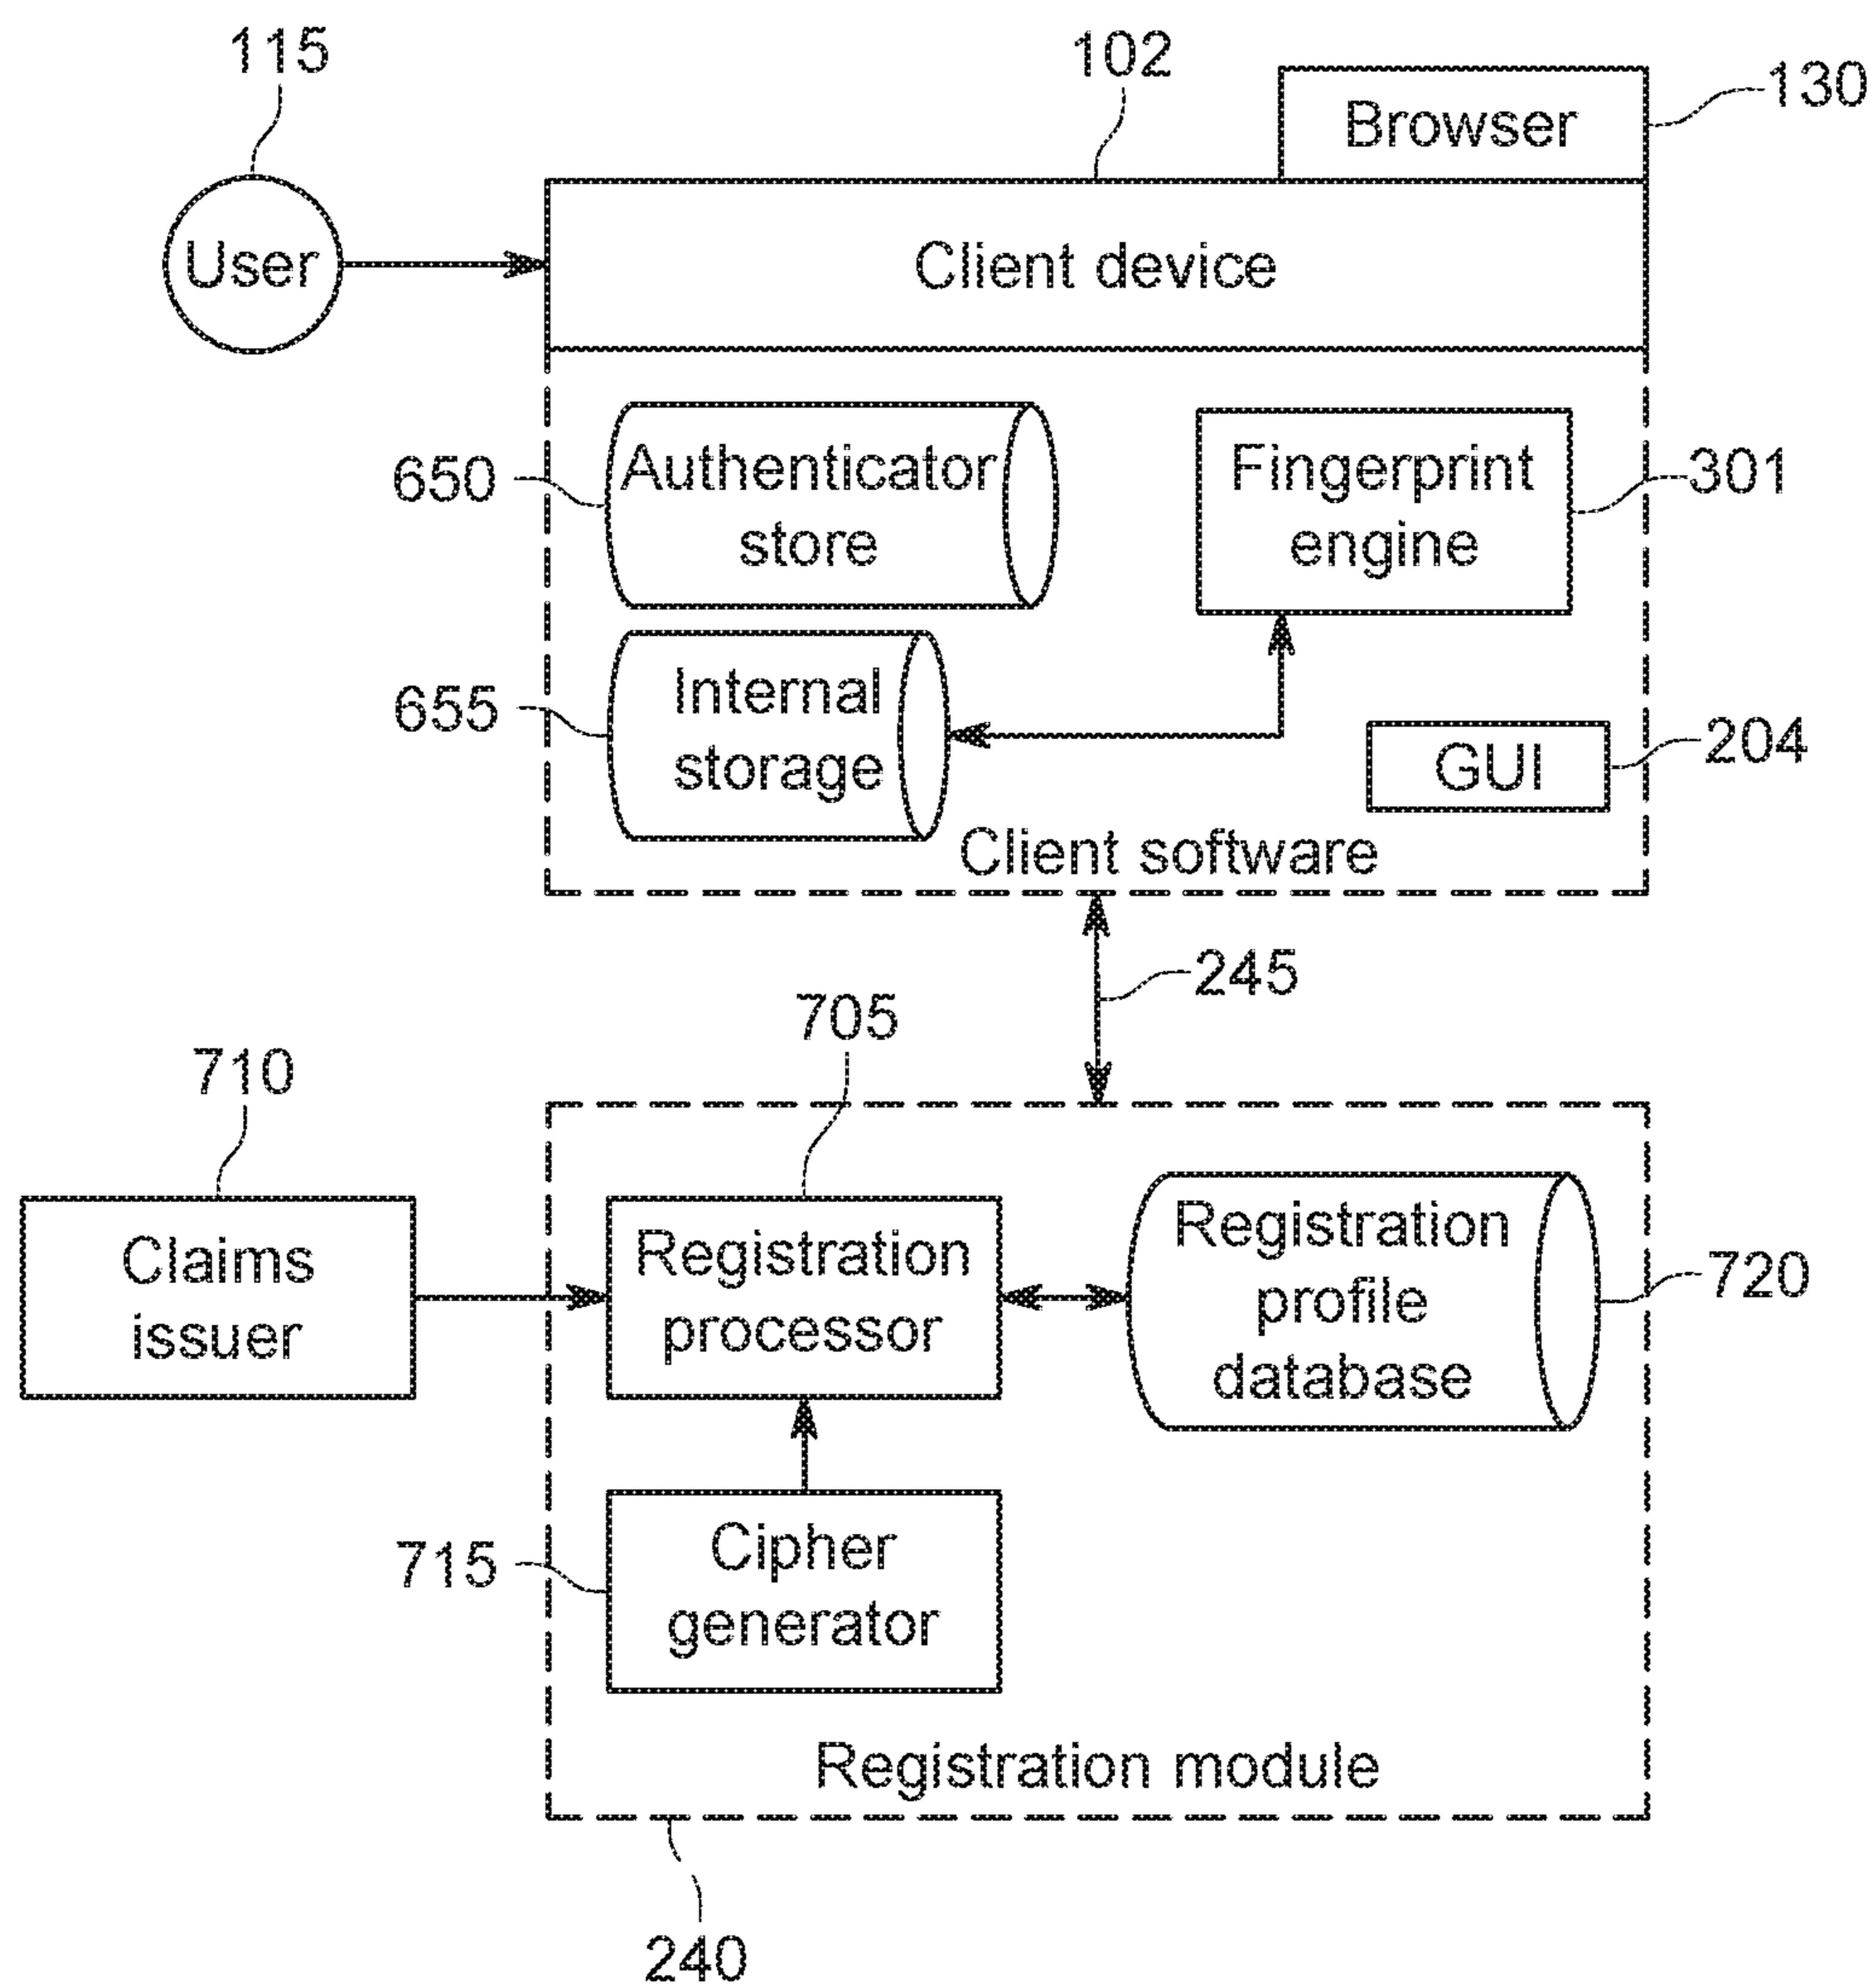 115
102
130
Browser
User
Client device
650
Authenticator
store
Fingerprint
engine
301
655
Internal
storage
GUI
204
Client software
245
705
710
Claims
issuer
Registration
processor
Registration
profile
database
720
715
Cipher
generator
Registration module
240